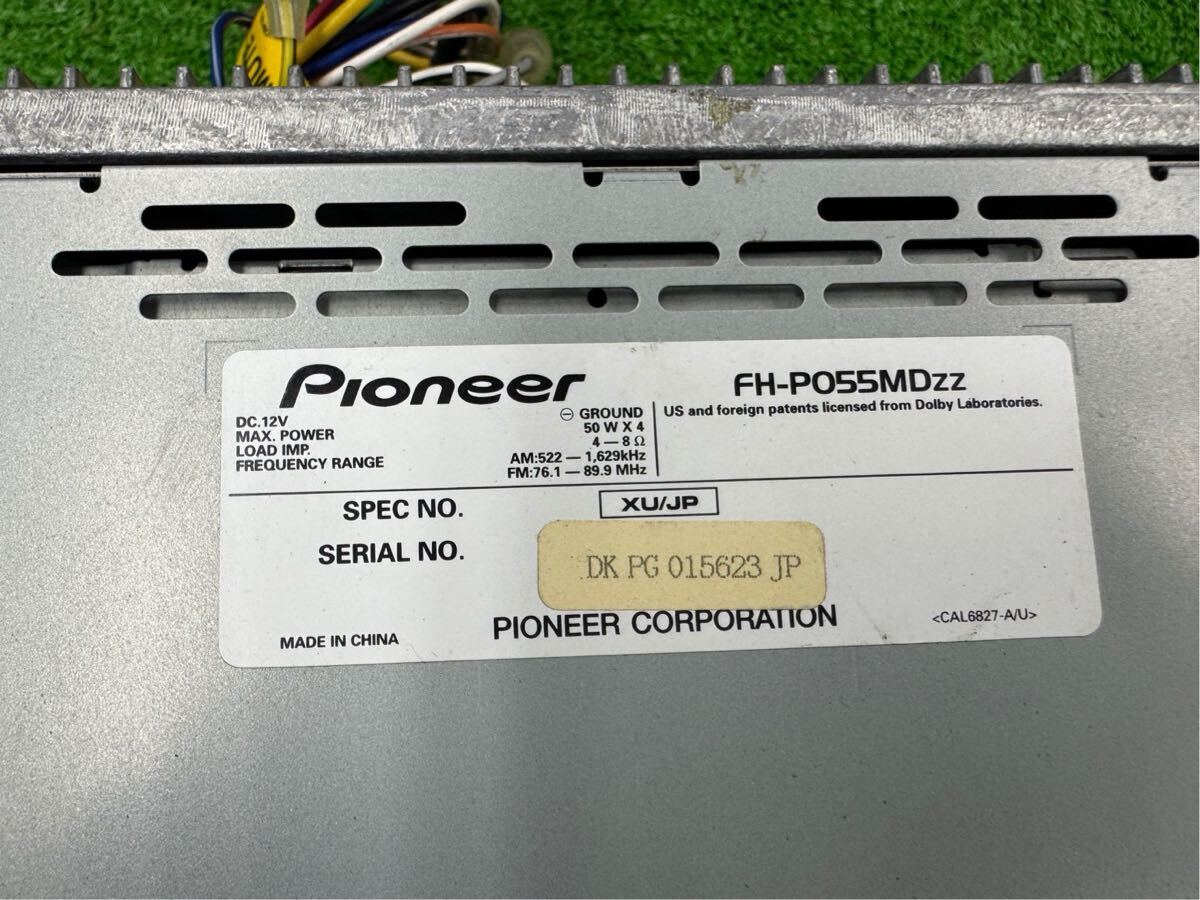 Pioneer
FH-P055MDzz
DC.12V ⊖ GROUND
MAX. POWER 50 W X 4
LOAD IMP. 4 — 8 Ω
FREQUENCY RANGE AM:522 — 1,629kHz
FM:76.1 — 89.9 MHz
US and foreign patents licensed from Dolby Laboratories.
SPEC NO. XU/JP
SERIAL NO. DK PG 015623 JP
MADE IN CHINA
PIONEER CORPORATION
<CAL6827-A/U>